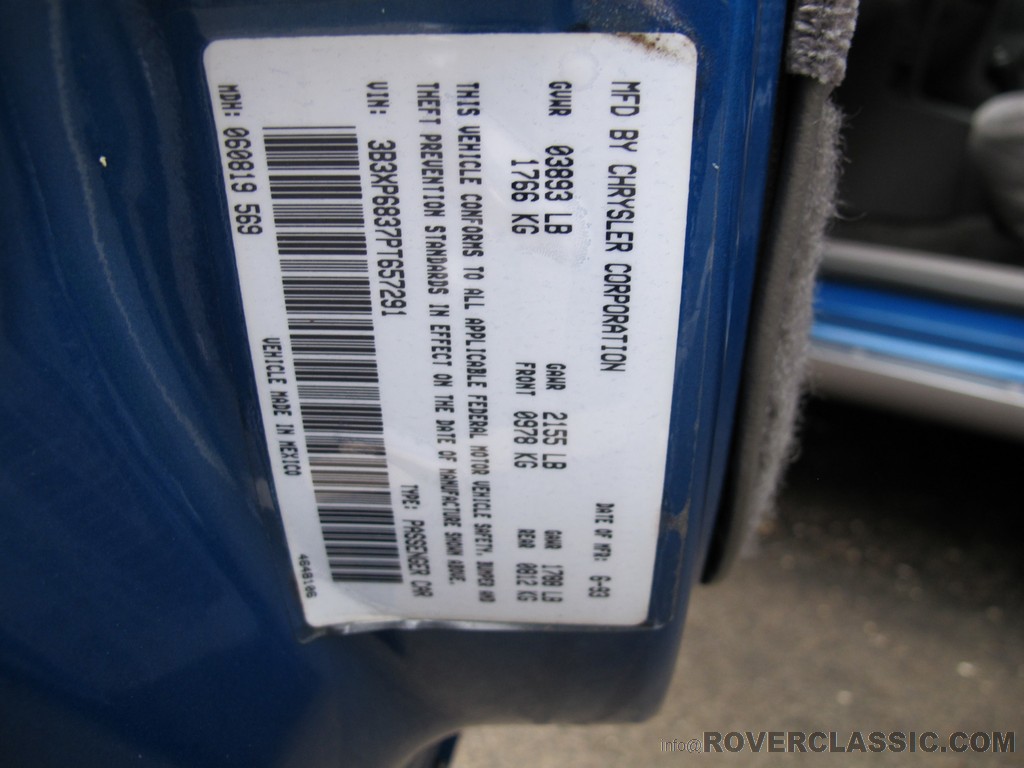 MFD BY CHRYSLER CORPORATION
DATE OF MFR: 6-93
GVWR 03893 LB
1766 KG
GAWR FRONT 2155 LB
0978 KG
GAWR REAR 1788 LB
0812 KG
THIS VEHICLE CONFORMS TO ALL APPLICABLE FEDERAL MOTOR VEHICLE SAFETY, BUMPER AND
THEFT PREVENTION STANDARDS IN EFFECT ON THE DATE OF MANUFACTURE SHOWN ABOVE.
VIN: 3B3XP6837PT657291
TYPE: PASSENGER CAR
MDH: 060819 569
VEHICLE MADE IN MEXICO
4648106
info@ROVERCLASSIC.COM